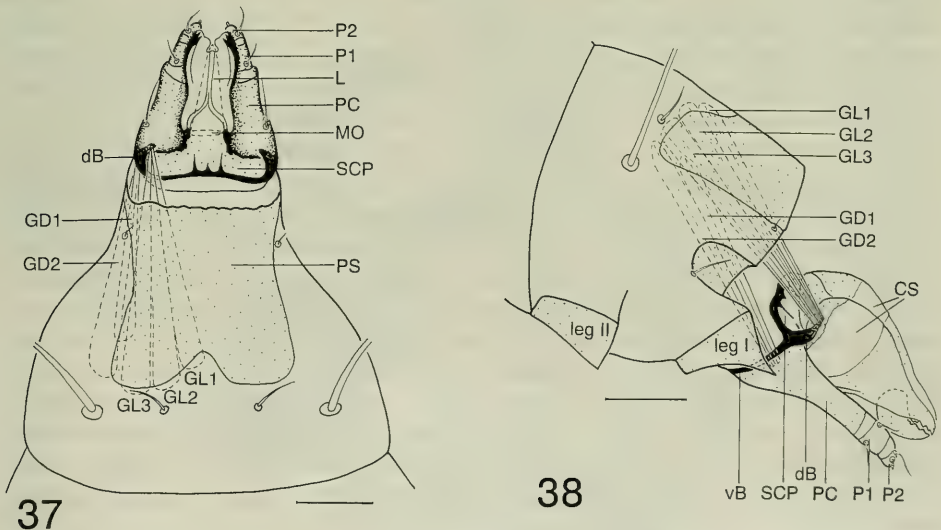 P2
P1
L
PC
MO
dB
SCP
GD1
GD2
PS
GL1
GL2
GL3
37
GL1
GL2
GL3
GD1
GD2
CS
leg II
leg I
vB SCP dB PC P1 P2
38